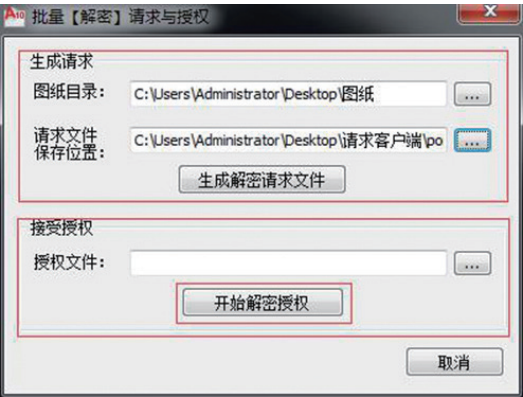 A10 批量【解密】请求与授权
生成请求
图纸目录： C:\Users\Administrator\Desktop\图纸 ...
请求文件
保存位置： C:\Users\Administrator\Desktop\请求客户端\po ...
生成解密请求文件
接受授权
授权文件： ...
开始解密授权
取消